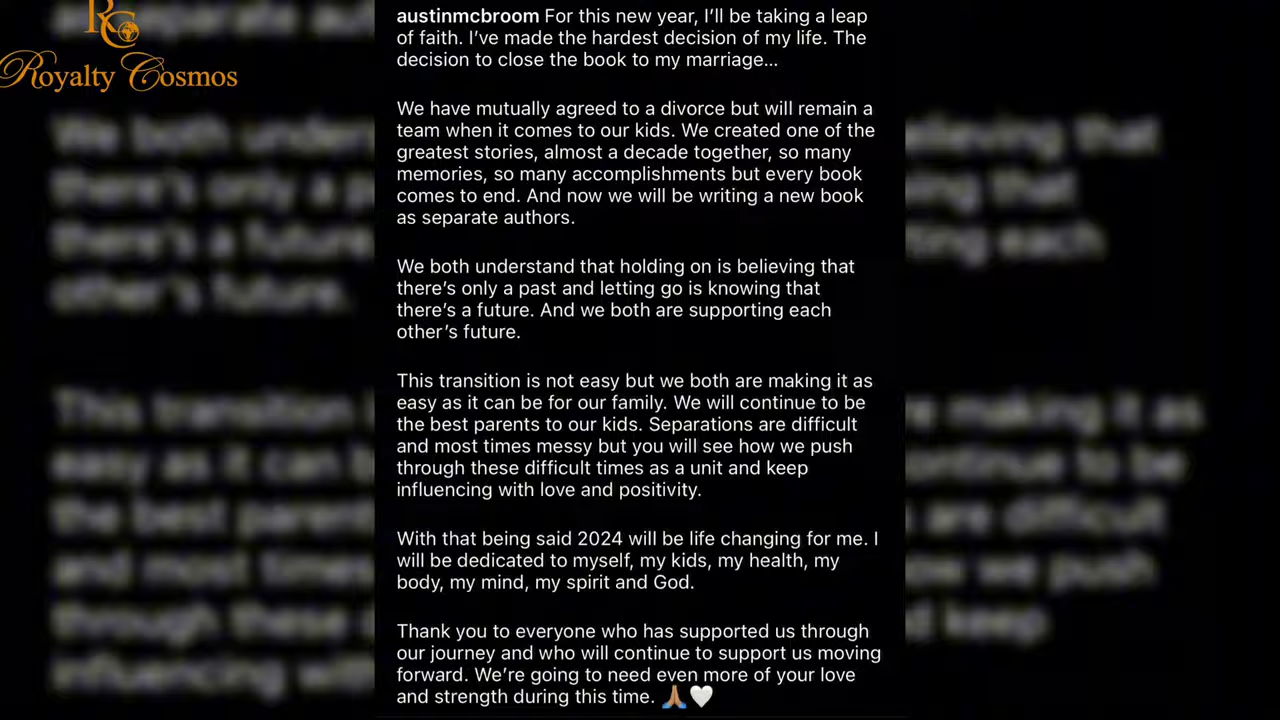 RC
Royalty Cosmos
austinmcbroom For this new year, I’ll be taking a leap
of faith. I’ve made the hardest decision of my life. The
decision to close the book to my marriage...
We have mutually agreed to a divorce but will remain a
team when it comes to our kids. We created one of the
greatest stories, almost a decade together, so many
memories, so many accomplishments but every book
comes to end. And now we will be writing a new book
as separate authors.
We both understand that holding on is believing that
there’s only a past and letting go is knowing that
there’s a future. And we both are supporting each
other’s future.
This transition is not easy but we both are making it as
easy as it can be for our family. We will continue to be
the best parents to our kids. Separations are difficult
and most times messy but you will see how we push
through these difficult times as a unit and keep
influencing with love and positivity.
With that being said 2024 will be life changing for me. I
will be dedicated to myself, my kids, my health, my
body, my mind, my spirit and God.
Thank you to everyone who has supported us through
our journey and who will continue to support us moving
forward. We’re going to need even more of your love
and strength during this time. 🙏🏽🤍